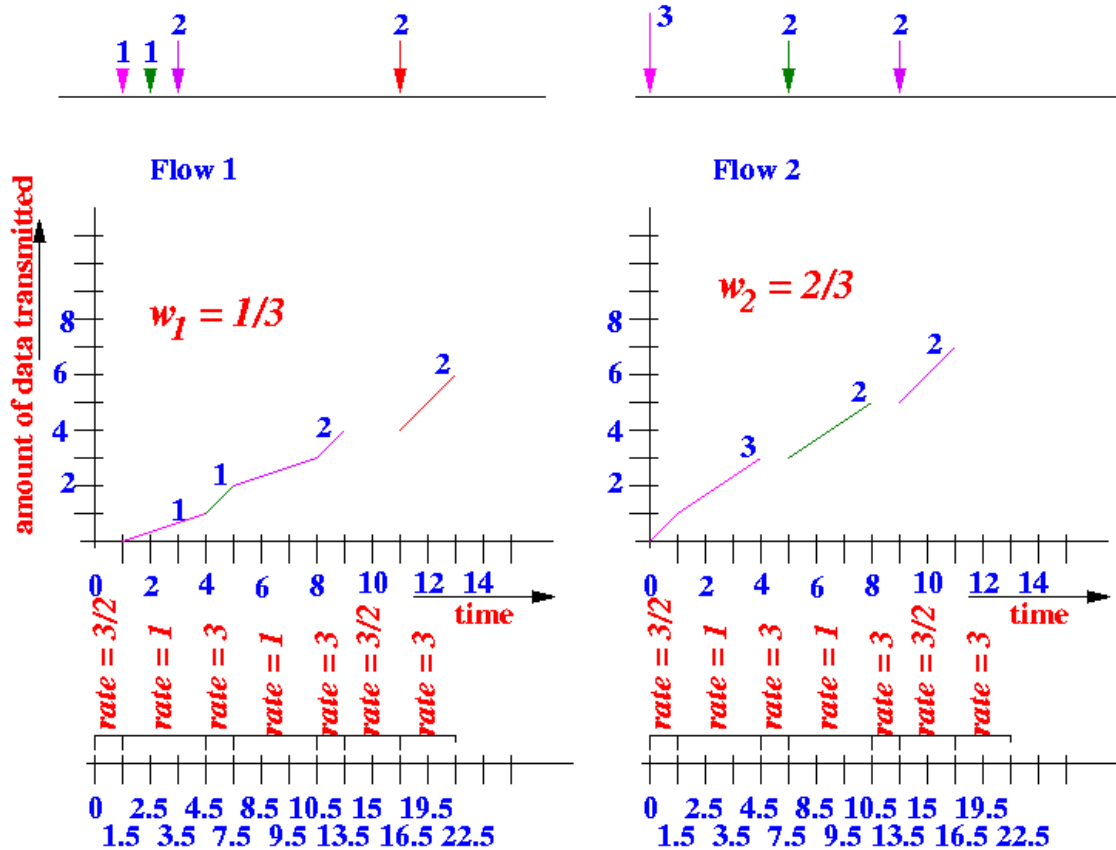 1 1 2 2
3 2 2
Flow 1
Flow 2
amount of data transmitted
w1 = 1/3
w2 = 2/3
8
6
4
2
1
1
2
2
8
6
4
2
3
2
2
0 2 4 6 8 10 12 14
time
0 2 4 6 8 10 12 14
time
rate = 3/2
rate = 1
rate = 3
rate = 1
rate = 3
rate = 3/2
rate = 3
rate = 3/2
rate = 1
rate = 3
rate = 1
rate = 3
rate = 3/2
rate = 3
0 2.5 4.5 8.5 10.5 15 19.5
1.5 3.5 7.5 9.5 13.5 16.5 22.5
0 2.5 4.5 8.5 10.5 15 19.5
1.5 3.5 7.5 9.5 13.5 16.5 22.5